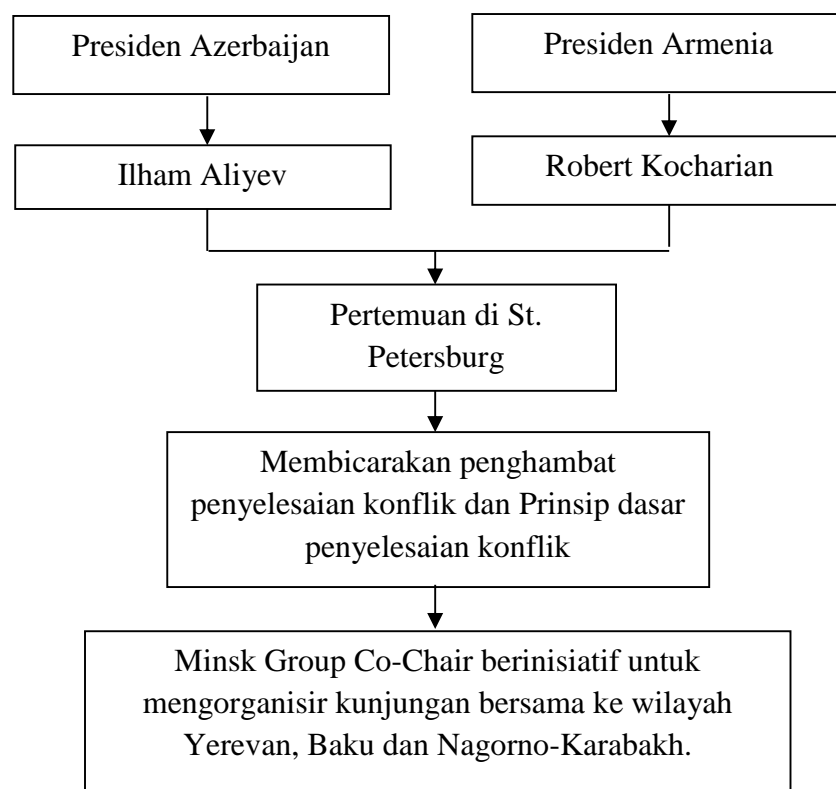 Presiden Azerbaijan
Presiden Armenia
Ilham Aliyev
Robert Kocharian
Pertemuan di St.
Petersburg
Membicarakan penghambat
penyelesaian konflik dan Prinsip dasar
penyelesaian konflik
Minsk Group Co-Chair berinisiatif untuk
mengorganisir kunjungan bersama ke wilayah
Yerevan, Baku dan Nagorno-Karabakh.